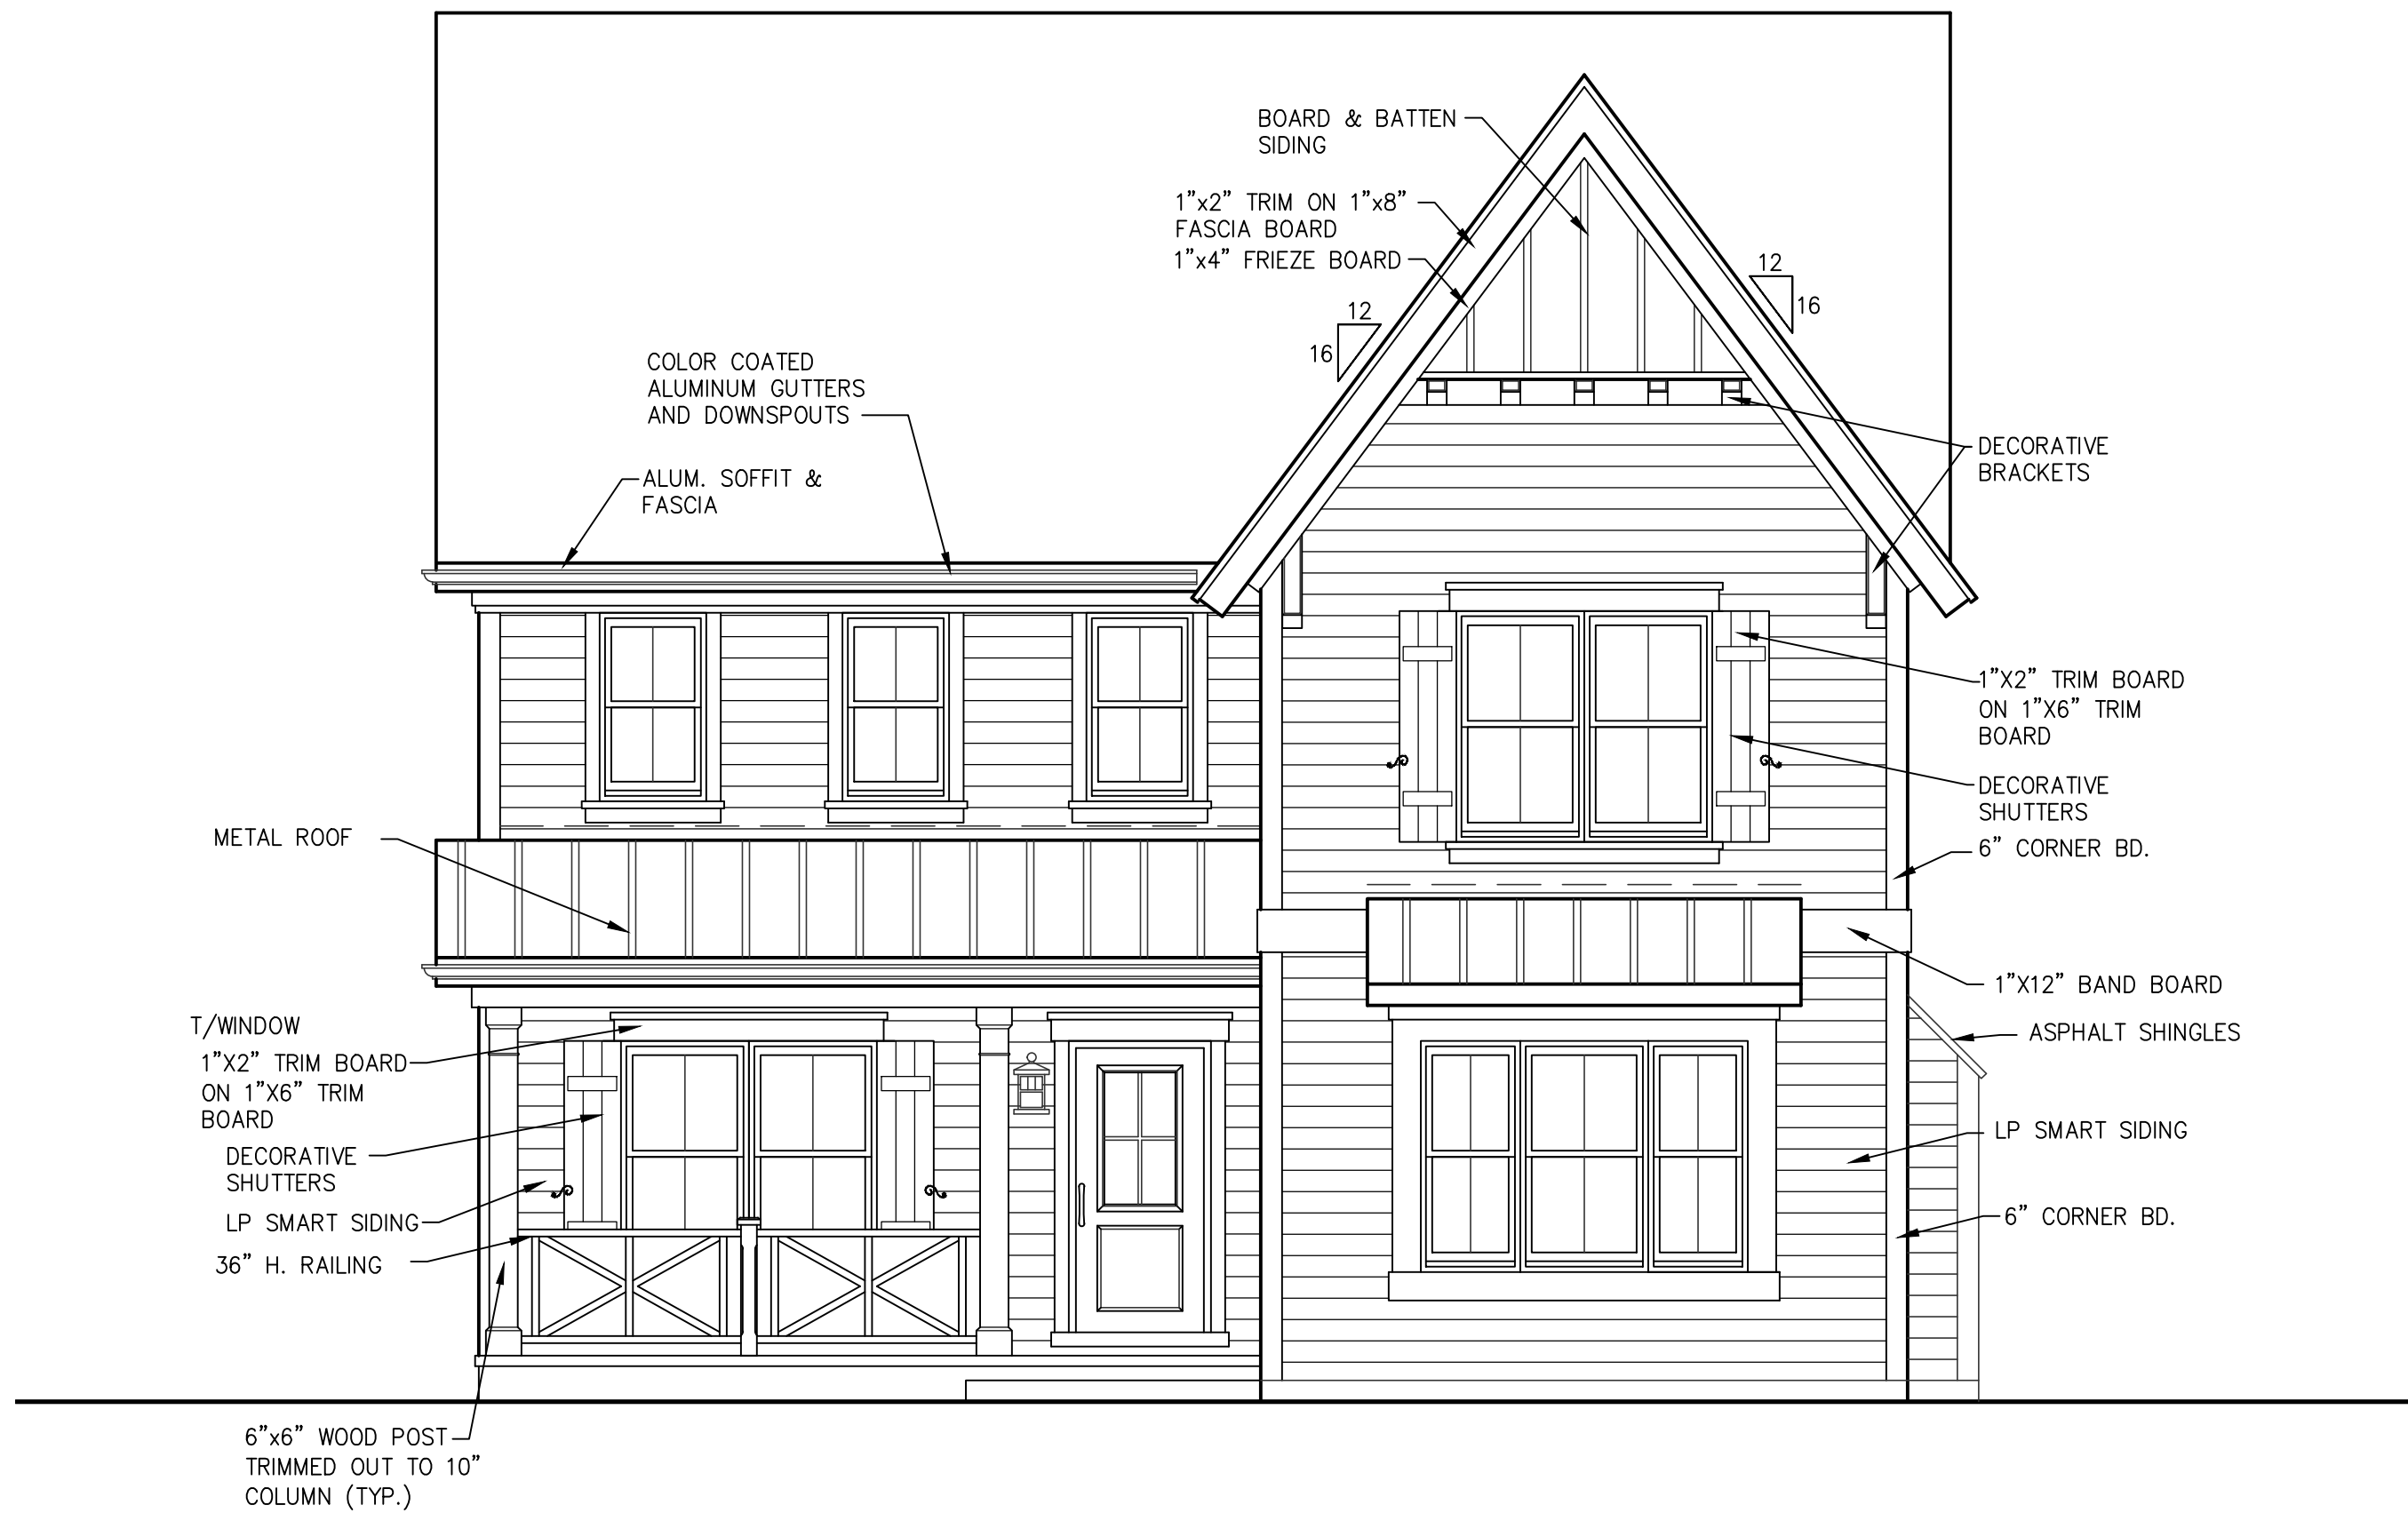 BOARD & BATTEN
SIDING
1”x2” TRIM ON 1”x8”
FASCIA BOARD
1”x4” FRIEZE BOARD
12
16
12
16
COLOR COATED
ALUMINUM GUTTERS
AND DOWNSPOUTS
ALUM. SOFFIT &
FASCIA
DECORATIVE
BRACKETS
1”X2” TRIM BOARD
ON 1”X6” TRIM
BOARD
DECORATIVE
SHUTTERS
METAL ROOF
6” CORNER BD.
1”X12” BAND BOARD
T/WINDOW
1”X2” TRIM BOARD
ON 1”X6” TRIM
BOARD
ASPHALT SHINGLES
DECORATIVE
SHUTTERS
LP SMART SIDING
LP SMART SIDING
36” H. RAILING
6” CORNER BD.
6”x6” WOOD POST
TRIMMED OUT TO 10”
COLUMN (TYP.)